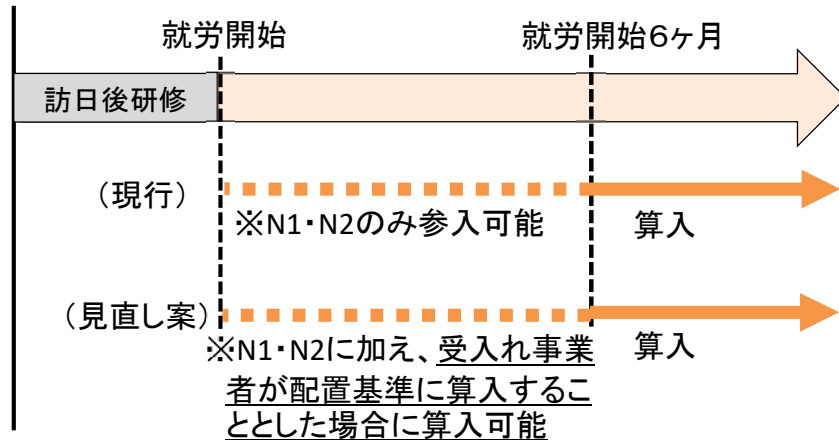 就労開始 就労開始6ヶ月
訪日後研修
（現行）
※N1・N2のみ参入可能 算入
（見直し案）
※N1・N2に加え、受入れ事業 算入
者が配置基準に算入するこ
ととした場合に算入可能